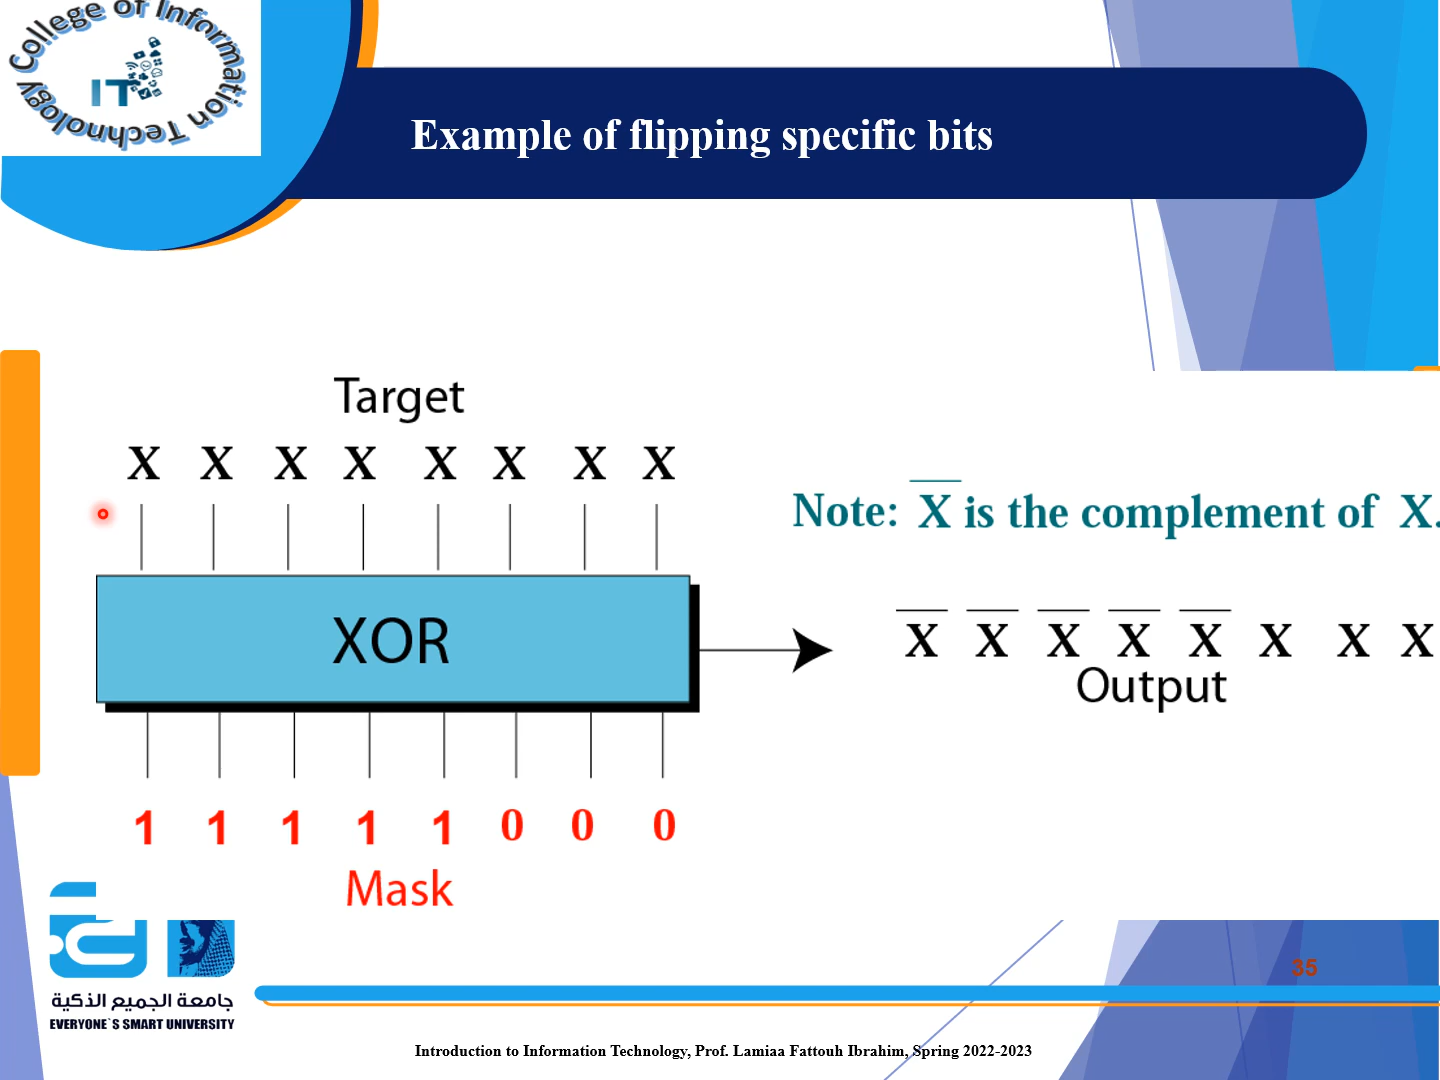 College of Information Technology
IT
Example of flipping specific bits
Target
X X X X X X X X
Note: X is the complement of X.
XOR
X X X X X X X X
Output
1 1 1 1 1 0 0 0
Mask
جامعة الجميع الذكية
EVERYONE`S SMART UNIVERSITY
35
Introduction to Information Technology, Prof. Lamiaa Fattouh Ibrahim, Spring 2022-2023